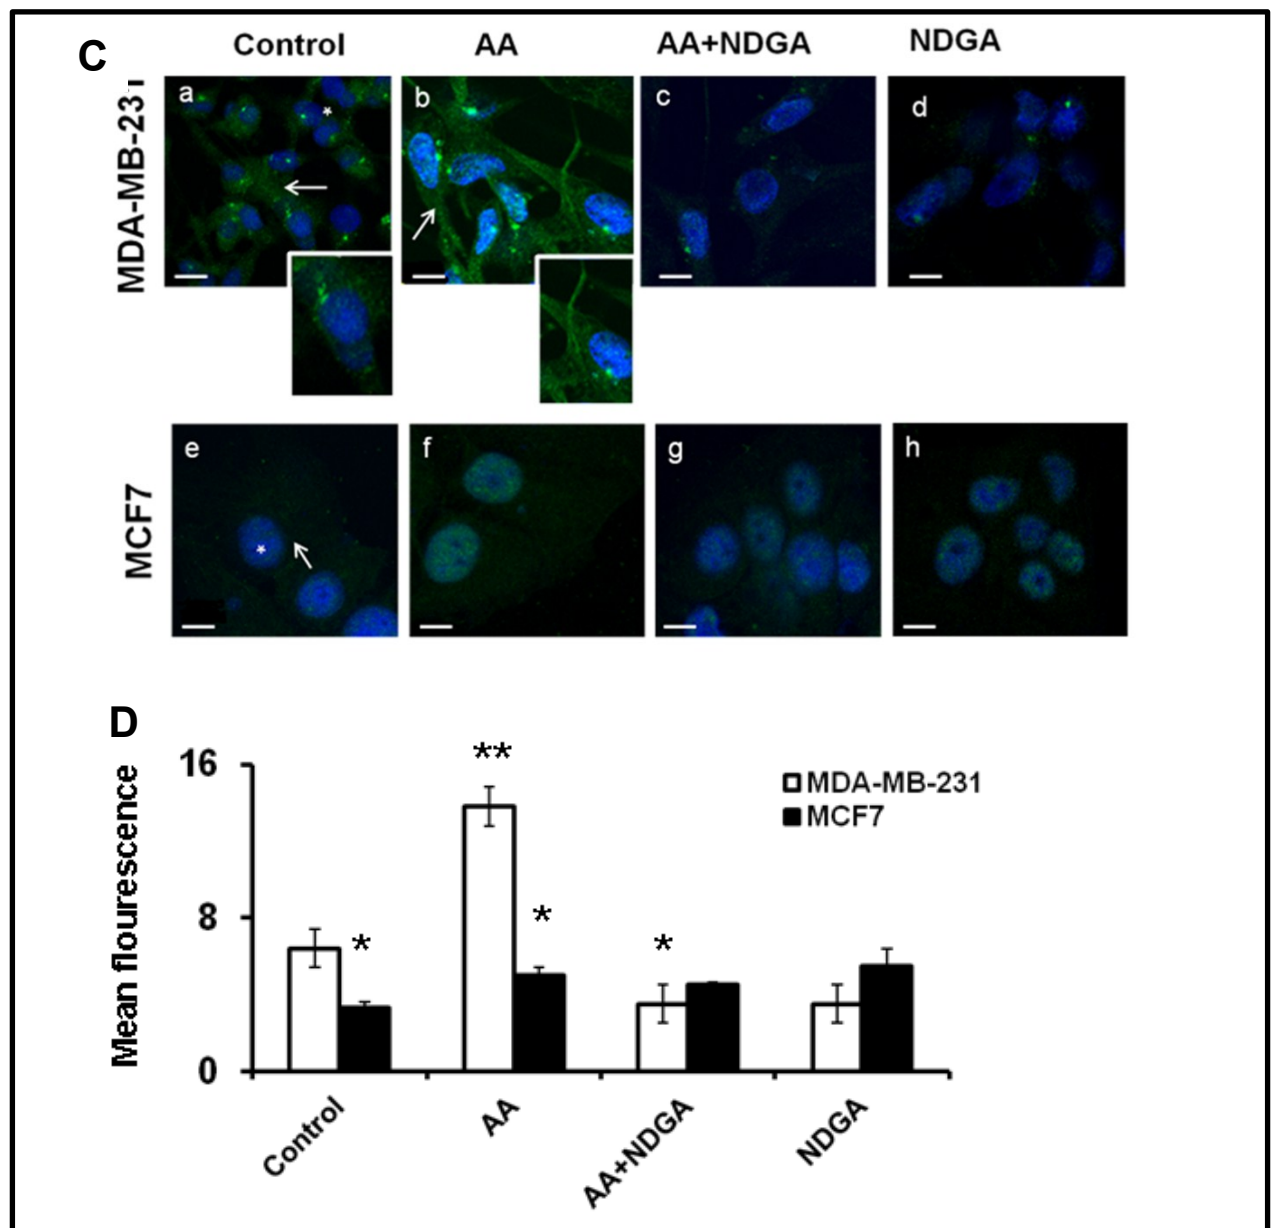 C
Control AA AA+NDGA NDGA
MDA-MB-231
a b c d
*
MCF7
e f g h
*
D
Mean flourescence
16
8
0
**
*
*
*
MDA-MB-231
MCF7
Control AA AA+NDGA NDGA